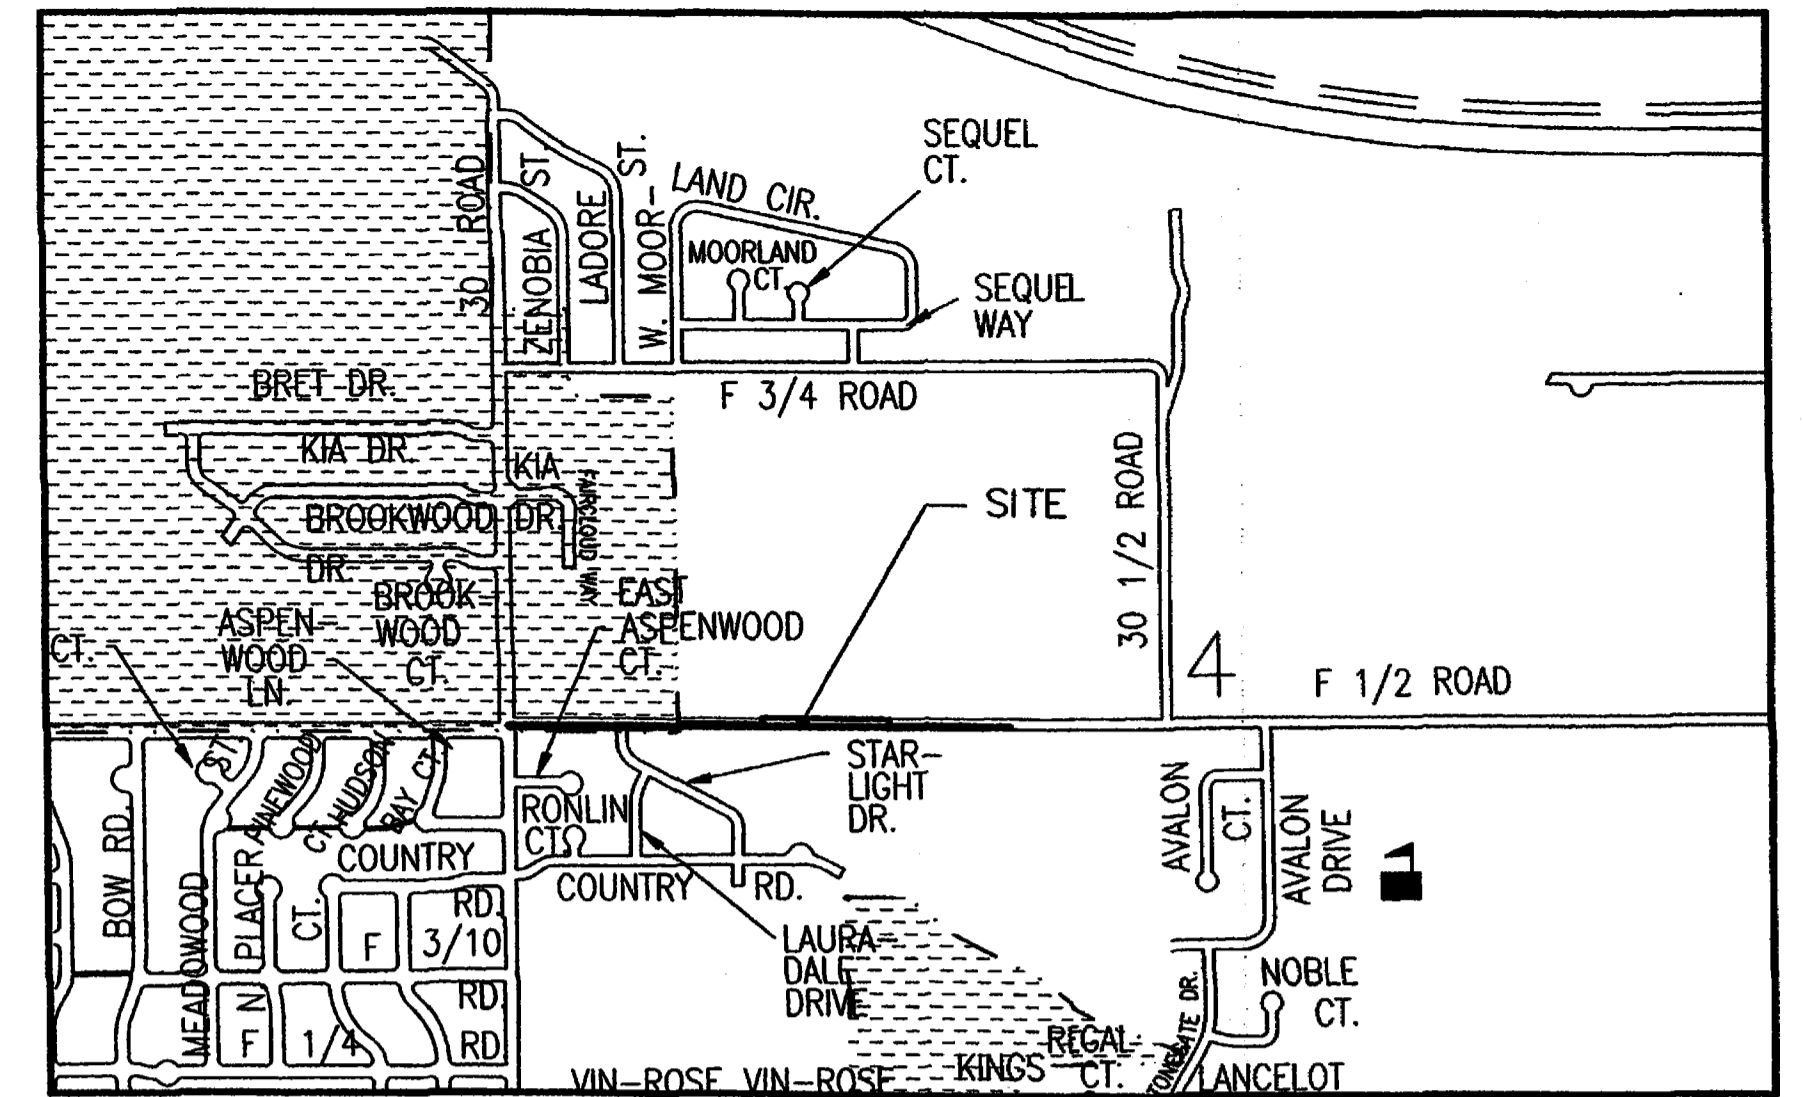 SEQUEL
CT.
ST.
LAND CIR.
ROAD
30
ST.
ZENOBIA
LADORE
W. MOOR-
MOORLAND
CT.
SEQUEL
WAY
BRET DR.
F 3/4 ROAD
KIA DR.
KIA
DR.
FAIRCLOUD WAY
BROOKWOOD
DR.
SITE
30 1/2 ROAD
BROOK-
WOOD
CT.
EAST
ASPENWOOD
CT.
ASPEN-
WOOD
LN.
CT.
4
F 1/2 ROAD
ST.
PINEWOOD
CT.
HUDSON
BAY CT.
STAR-
LIGHT
DR.
RONLIN
CT.
BOW RD.
COUNTRY
RD.
COUNTRY
RD.
AVALON
CT.
AVALON
DRIVE
MEADOWOOD
PLACER
CT.
N
F
3/10
RD.
LAURA-
DALE
DRIVE
F
1/4
RD
NOBLE
CT.
REGAL
CT.
KINGS
STONEGATE DR.
LANCELOT
VIN-ROSE VIN-ROSE